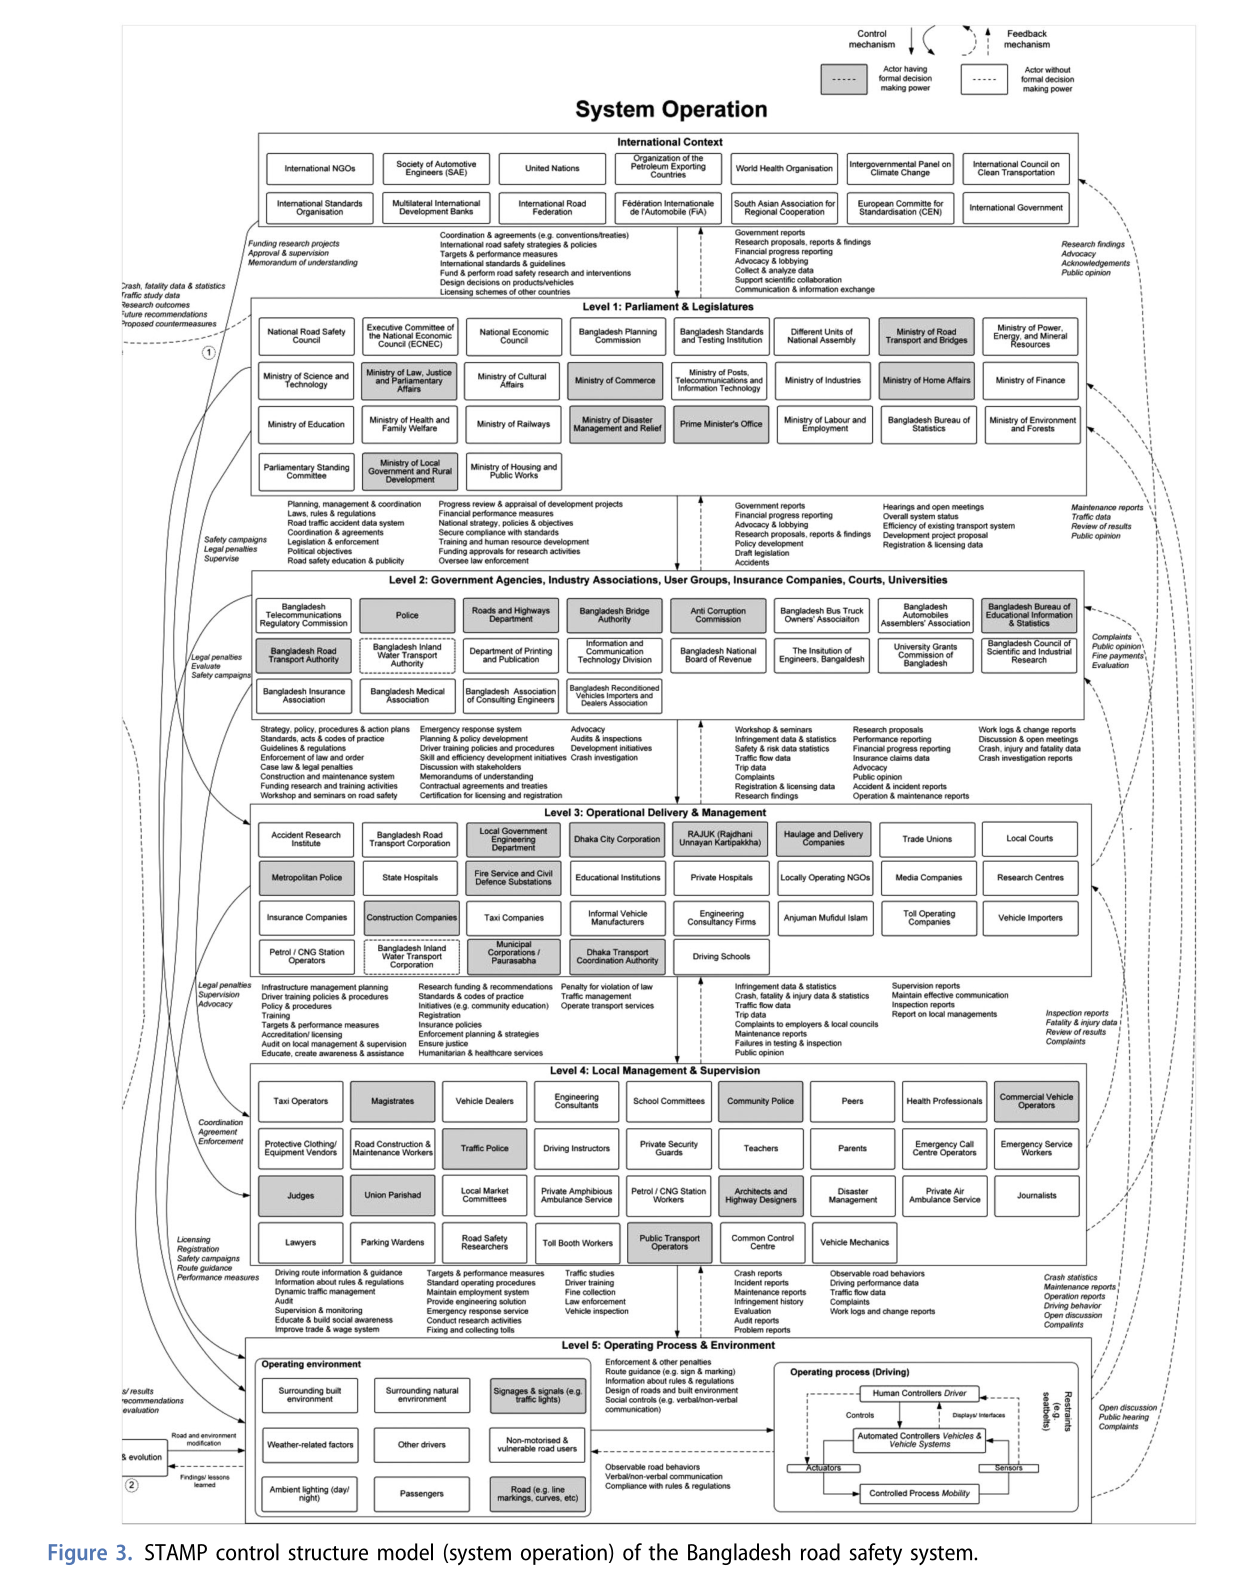 Control
mechanism
Feedback
mechanism
Actor having
formal decision
making power
Actor without
formal decision
making power
System Operation
International Context
International NGOs
Society of Automotive
Engineers (SAE)
United Nations
Organization of the
Petroleum Exporting
Countries
World Health Organisation
Intergovernmental Panel on
Climate Change
International Council on
Clean Transportation
International Standards
Organisation
Multilateral International
Development Banks
International Road
Federation
Fédération Internationale
de l'Automobile (FiA)
South Asian Association for
Regional Cooperation
European Committe for
Standardisation (CEN)
International Government
Funding research projects
Approval & supervision
Memorandum of understanding
Coordination & agreements (e.g. conventions/treaties)
International road safety strategies & policies
Targets & performance measures
International standards & guidelines
Fund & perform road safety research and interventions
Design decisions on products/vehicles
Licensing schemes of other countries
Government reports
Research proposals, reports & findings
Financial progress reporting
Advocacy & lobbying
Collect & analyze data
Support scientific collaboration
Communication & information exchange
Research findings
Advocacy
Acknowledgements
Public opinion
Crash, fatality data & statistics
Traffic study data
Research outcomes
Future recommendations
Proposed countermeasures
1
Level 1: Parliament & Legislatures
National Road Safety
Council
Executive Committee of
the National Economic
Council (ECNEC)
National Economic
Council
Bangladesh Planning
Commission
Bangladesh Standards
and Testing Institution
Different Units of
National Assembly
Ministry of Road
Transport and Bridges
Ministry of Power,
Energy, and Mineral
Resources
Ministry of Science and
Technology
Ministry of Law, Justice
and Parliamentary
Affairs
Ministry of Cultural
Affairs
Ministry of Commerce
Ministry of Posts,
Telecommunications and
Information Technology
Ministry of Industries
Ministry of Home Affairs
Ministry of Finance
Ministry of Education
Ministry of Health and
Family Welfare
Ministry of Railways
Ministry of Disaster
Management and Relief
Prime Minister's Office
Ministry of Labour and
Employment
Bangladesh Bureau of
Statistics
Ministry of Environment
and Forests
Parliamentary Standing
Committee
Ministry of Local
Government and Rural
Development
Ministry of Housing and
Public Works
Safety campaigns
Legal penalties
Supervise
Planning, management & coordination
Laws, rules & regulations
Road traffic accident data system
Coordination & agreements
Legislation & enforcement
Political objectives
Road safety education & publicity
Progress review & appraisal of development projects
Financial performance measures
National strategy, policies & objectives
Secure compliance with standards
Training and human resource development
Funding approvals for research activities
Oversee law enforcement
Government reports
Financial progress reporting
Advocacy & lobbying
Research proposals, reports & findings
Policy development
Draft legislation
Accidents
Hearings and open meetings
Overall system status
Efficiency of existing transport system
Development project proposal
Registration & licensing data
Maintenance reports
Traffic data
Review of results
Public opinion
Level 2: Government Agencies, Industry Associations, User Groups, Insurance Companies, Courts, Universities
Bangladesh
Telecommunications
Regulatory Commission
Police
Roads and Highways
Department
Bangladesh Bridge
Authority
Anti Corruption
Commission
Bangladesh Bus Truck
Owners' Associaiton
Bangladesh
Automobiles
Assemblers' Association
Bangladesh Bureau of
Educational Information
& Statistics
Bangladesh Road
Transport Authority
Bangladesh Inland
Water Transport
Authority
Department of Printing
and Publication
Information and
Communication
Technology Division
Bangladesh National
Board of Revenue
The Insitution of
Engineers, Bangaldesh
University Grants
Commission of
Bangladesh
Bangladesh Council of
Scientific and Industrial
Research
Bangladesh Insurance
Association
Bangladesh Medical
Association
Bangladesh Association
of Consulting Engineers
Bangladesh Reconditioned
Vehicles Importers and
Dealers Association
Legal penalties
Evaluate
Safety campaigns
Complaints
Public opinion
Fine payments
Evaluation
Strategy, policy, procedures & action plans
Standards, acts & codes of practice
Guidelines & regulations
Enforcement of law and order
Case law & legal penalties
Construction and maintenance system
Funding research and training activities
Workshop and seminars on road safety
Emergency response system
Planning & policy development
Driver training policies and procedures
Skill and efficiency development initiatives
Discussion with stakeholders
Memorandums of understanding
Contractual agreements and treaties
Certification for licensing and registration
Advocacy
Audits & inspections
Development initiatives
Crash investigation
Workshop & seminars
Infringement data & statistics
Safety & risk data statistics
Traffic flow data
Trip data
Complaints
Registration & licensing data
Research findings
Research proposals
Performance reporting
Financial progress reporting
Insurance claims data
Advocacy
Public opinion
Accident & incident reports
Operation & maintenance reports
Work logs & change reports
Discussion & open meetings
Crash, injury and fatality data
Crash investigation reports
Level 3: Operational Delivery & Management
Accident Research
Institute
Bangladesh Road
Transport Corporation
Local Government
Engineering
Department
Dhaka City Corporation
RAJUK (Rajdhani
Unnayan Kartipakkha)
Haulage and Delivery
Companies
Trade Unions
Local Courts
Metropolitan Police
State Hospitals
Fire Service and Civil
Defence Substations
Educational Institutions
Private Hospitals
Locally Operating NGOs
Media Companies
Research Centres
Insurance Companies
Construction Companies
Taxi Companies
Informal Vehicle
Manufacturers
Engineering
Consultancy Firms
Anjuman Mufidul Islam
Toll Operating
Companies
Vehicle Importers
Petrol / CNG Station
Operators
Bangladesh Inland
Water Transport
Corporation
Municipal
Corporations /
Paurasabha
Dhaka Transport
Coordination Authority
Driving Schools
Legal penalties
Supervision
Advocacy
Infrastructure management planning
Driver training policies & procedures
Policy & procedures
Training
Targets & performance measures
Accreditation/ licensing
Audit on local management & supervision
Educate, create awareness & assistance
Research funding & recommendations
Standards & codes of practice
Initiatives (e.g. community education)
Registration
Insurance policies
Enforcement planning & strategies
Ensure justice
Humanitarian & healthcare services
Penalty for violation of law
Traffic management
Operate transport services
Infringement data & statistics
Crash, fatality & injury data & statistics
Traffic flow data
Trip data
Complaints to employers & local councils
Maintenance reports
Failures in testing & inspection
Public opinion
Supervision reports
Maintain effective communication
Inspection reports
Report on local managements
Inspection reports
Fatality & injury data
Review of results
Complaints
Level 4: Local Management & Supervision
Taxi Operators
Magistrates
Vehicle Dealers
Engineering
Consultants
School Committees
Community Police
Peers
Health Professionals
Commercial Vehicle
Operators
Protective Clothing/
Equipment Vendors
Road Construction &
Maintenance Workers
Traffic Police
Driving Instructors
Private Security
Guards
Teachers
Parents
Emergency Call
Centre Operators
Emergency Service
Workers
Judges
Union Parishad
Local Market
Committees
Private Amphibious
Ambulance Service
Petrol / CNG Station
Workers
Architects and
Highway Designers
Disaster
Management
Private Air
Ambulance Service
Journalists
Lawyers
Parking Wardens
Road Safety
Researchers
Toll Booth Workers
Public Transport
Operators
Common Control
Centre
Vehicle Mechanics
Coordination
Agreement
Enforcement
Licensing
Registration
Safety campaigns
Route guidance
Performance measures
Driving route information & guidance
Information about rules & regulations
Dynamic traffic management
Audit
Supervision & monitoring
Educate & build social awareness
Improve trade & wage system
Targets & performance measures
Standard operating procedures
Maintain employment system
Provide engineering solution
Emergency response service
Conduct research activities
Fixing and collecting tolls
Traffic studies
Driver training
Fine collection
Law enforcement
Vehicle inspection
Crash reports
Incident reports
Maintenance reports
Infringement history
Evaluation
Audit reports
Problem reports
Observable road behaviors
Driving performance data
Traffic flow data
Complaints
Work logs and change reports
Crash statistics
Maintenance reports
Operation reports
Driving behavior
Open discussion
Compalints
Level 5: Operating Process & Environment
Operating environment
Surrounding built
environment
Surrounding natural
environment
Signages & signals (e.g.
traffic lights)
Weather-related factors
Other drivers
Non-motorised &
vulnerable road users
Ambient lighting (day/
night)
Passengers
Road (e.g. line
markings, curves, etc)
Enforcement & other penalties
Route guidance (e.g. sign & marking)
Information about rules & regulations
Design of roads and built environment
Social controls (e.g. verbal/non-verbal
communication)
Observable road behaviors
Verbal/non-verbal communication
Compliance with rules & regulations
Operating process (Driving)
Human Controllers Driver
Controls
Displays/ Interfaces
Automated Controllers Vehicles &
Vehicle Systems
Actuators
Sensors
Controlled Process Mobility
Restraints
(e.g.
seatbelts)
Open discussion
Public hearing
Complaints
s/ results
recommendations
evaluation
Road and environment
modification
& evolution
Findings/ lessons
learned
2
Figure 3. STAMP control structure model (system operation) of the Bangladesh road safety system.